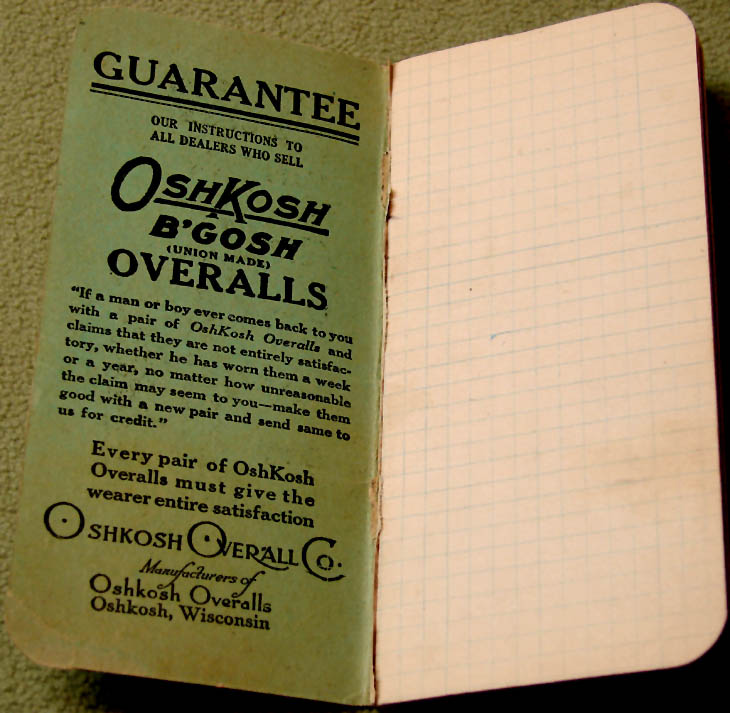 GUARANTEE
OUR INSTRUCTIONS TO
ALL DEALERS WHO SELL
OSHKOSH
B'GOSH
(UNION MADE)
OVERALLS
"If a man or boy ever comes back to you
with a pair of OshKosh Overalls and
claims that they are not entirely satisfac-
tory, whether he has worn them a week
or a year, no matter how unreasonable
the claim may seem to you—make them
good with a new pair and send same to
us for credit."
Every pair of OshKosh
Overalls must give the
wearer entire satisfaction
OSHKOSH OVERALL CO.
Manufacturers of
Oshkosh Overalls
Oshkosh, Wisconsin